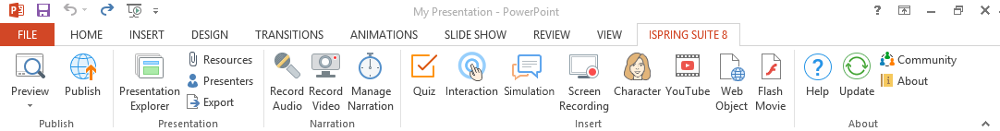 My Presentation - PowerPoint
FILE HOME INSERT DESIGN TRANSITIONS ANIMATIONS SLIDE SHOW REVIEW VIEW ISPRING SUITE 8
Preview
Publish
Publish
Presentation
Explorer
Resources
Presenters
Export
Presentation
Record
Audio
Record
Video
Manage
Narration
Narration
Quiz
Interaction
Simulation
Screen
Recording
Character
YouTube
Web
Object
Flash
Movie
Insert
Help
Update
Community
About
About